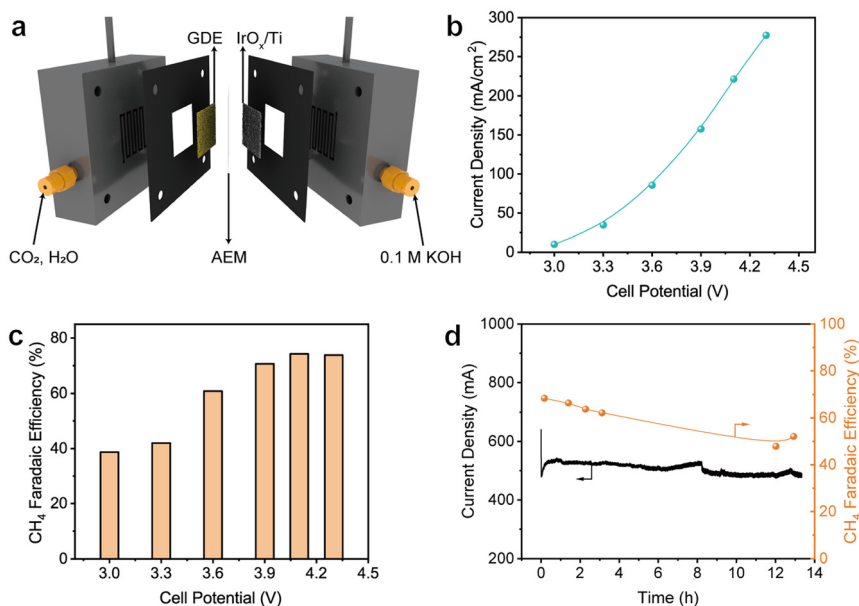 a
GDE IrOₓ/Ti
CO₂, H₂O
AEM
0.1 M KOH
b
Current Density (mA/cm²)
300
250
200
150
100
50
0
3.0 3.3 3.6 3.9 4.2 4.5
Cell Potential (V)
c
CH₄ Faradaic Efficiency (%)
80
60
40
20
0
3.0 3.3 3.6 3.9 4.2 4.5
Cell Potential (V)
d
Current Density (mA)
1000
800
600
400
200
0 2 4 6 8 10 12 14
Time (h)
100
80
60
40
20
0
CH₄ Faradaic Efficiency (%)